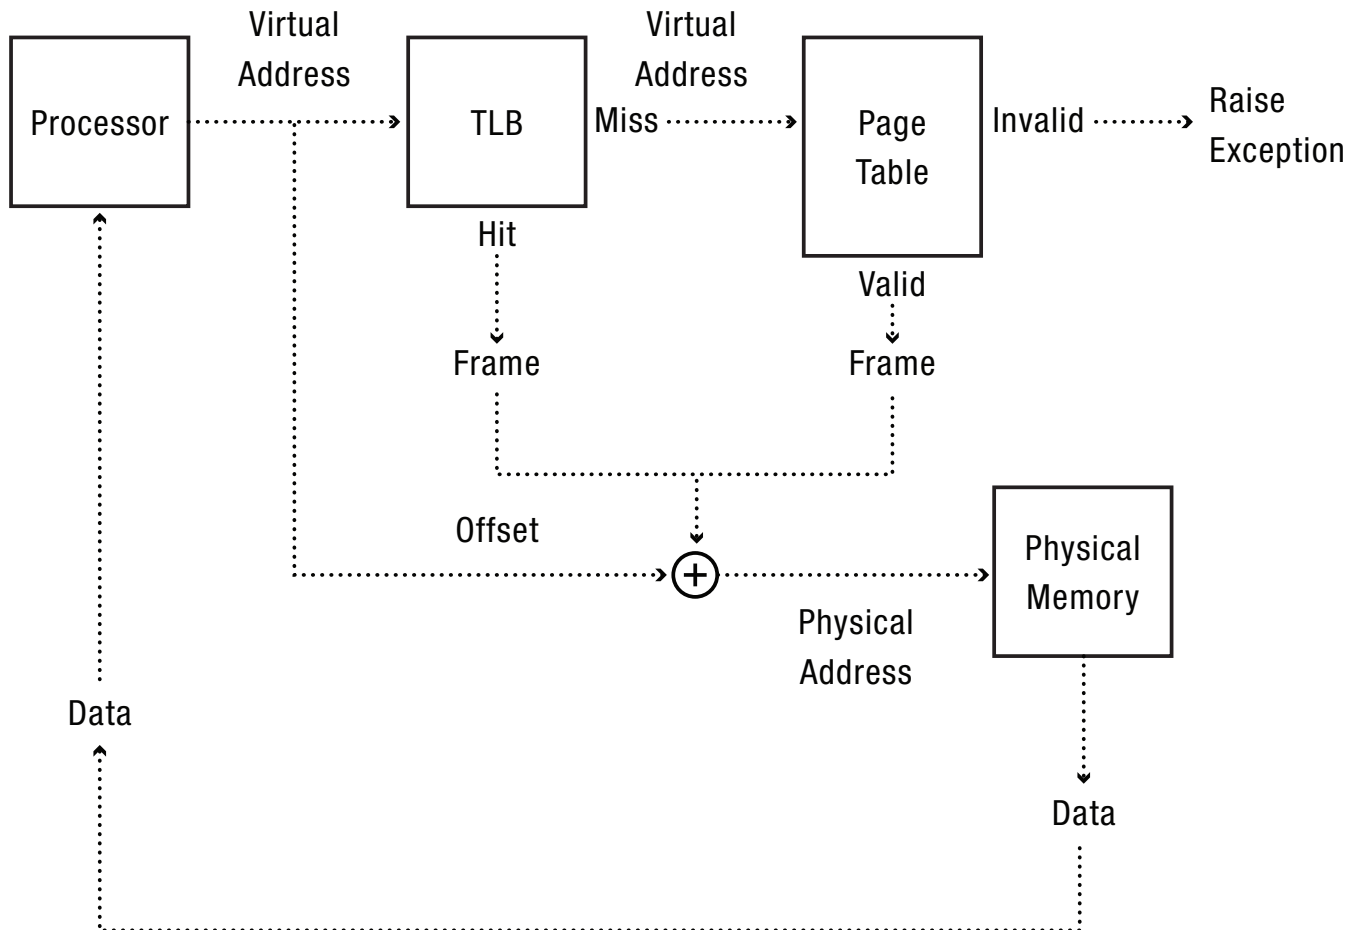 Virtual
Address
Virtual
Address
Processor
TLB
Miss
Page
Table
Invalid
Raise
Exception
Hit
Valid
Frame
Frame
Offset
Physical
Memory
Physical
Address
Data
Data